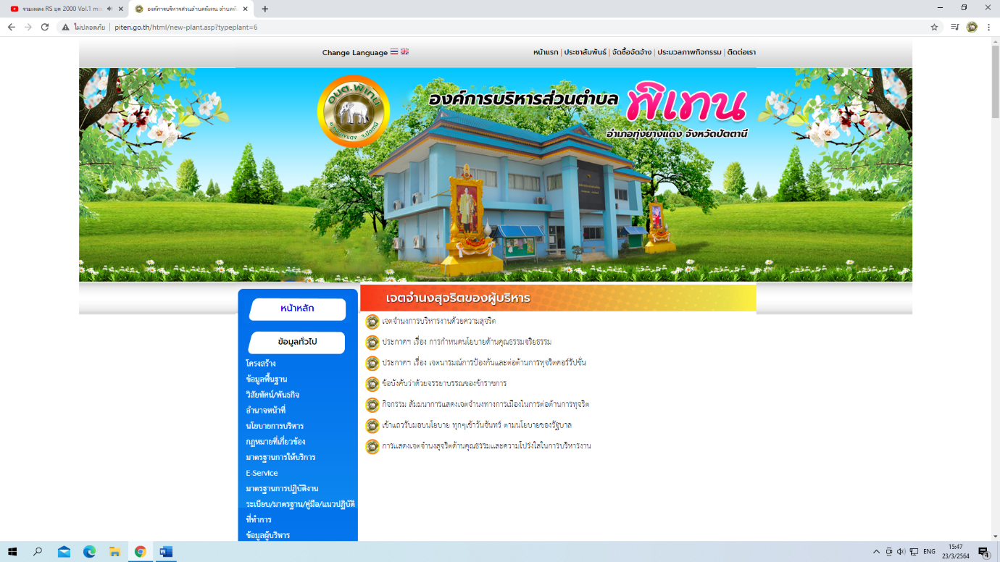 รวมเพลง RS ยุค 2000 Vol.1
องค์การบริหารส่วนตำบลพิเทน
ไม่ปลอดภัย | piten.go.th/html/new-plant.asp?typeplant=6
Change Language
หน้าแรก | ประชาสัมพันธ์ | จัดซื้อจัดจ้าง | ประมวลภาพกิจกรรม | ติดต่อเรา
อบต.พิเทน
องค์การบริหารส่วนตำบล พิเทน
อำเภอทุ่งยางแดง จังหวัดปัตตานี
เจตจำนงสุจริตของผู้บริหาร
เจตจำนงการบริหารงานด้วยความสุจริต
ประกาศฯ เรื่อง การกำหนดนโยบายด้านคุณธรรมจริยธรรม
ประกาศฯ เรื่อง เจตนารมณ์การป้องกันและต่อต้านการทุจริตคอร์รัปชั่น
ข้อบังคับว่าด้วยจรรยาบรรณของข้าราชการ
กิจกรรม สัมมนาการแสดงเจตจำนงทางการเมืองในการต่อต้านการทุจริต
เข้าแถวรับมอบนโยบาย ทุกๆเช้าวันจันทร์ ตามนโยบายของรัฐบาล
การแสดงเจตจำนงสุจริตด้านคุณธรรมและความโปร่งใสในการบริหารงาน
หน้าหลัก
ข้อมูลทั่วไป
โครงสร้าง
ข้อมูลพื้นฐาน
วิสัยทัศน์/พันธกิจ
อำนาจหน้าที่
นโยบายการบริหาร
กฎหมายที่เกี่ยวข้อง
มาตรฐานการให้บริการ
E-Service
มาตรฐานการปฏิบัติงาน
ระเบียบ/มาตรฐาน/คู่มือ/แนวปฏิบัติ
ที่ทำการ
ข้อมูลผู้บริหาร
ENG
15:47
23/3/2564
4